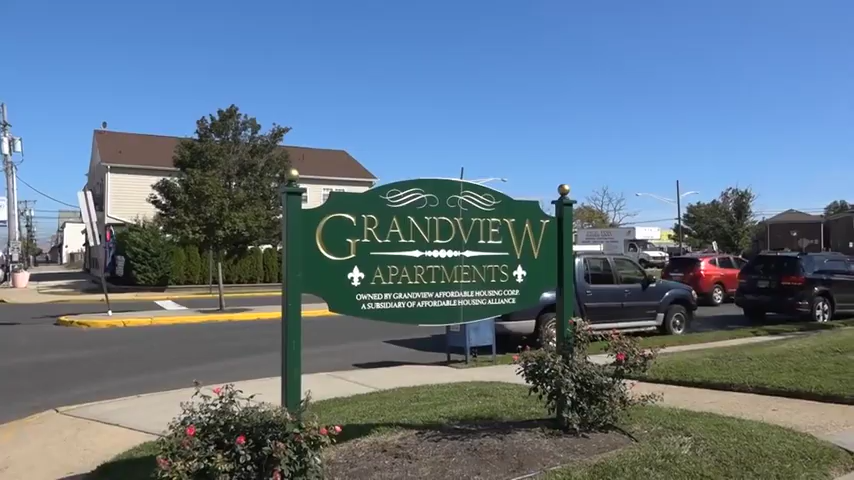 GRANDVIEW
APARTMENTS
OWNED BY GRANDVIEW AFFORDABLE HOUSING CORP.
A SUBSIDIARY OF AFFORDABLE HOUSING ALLIANCE